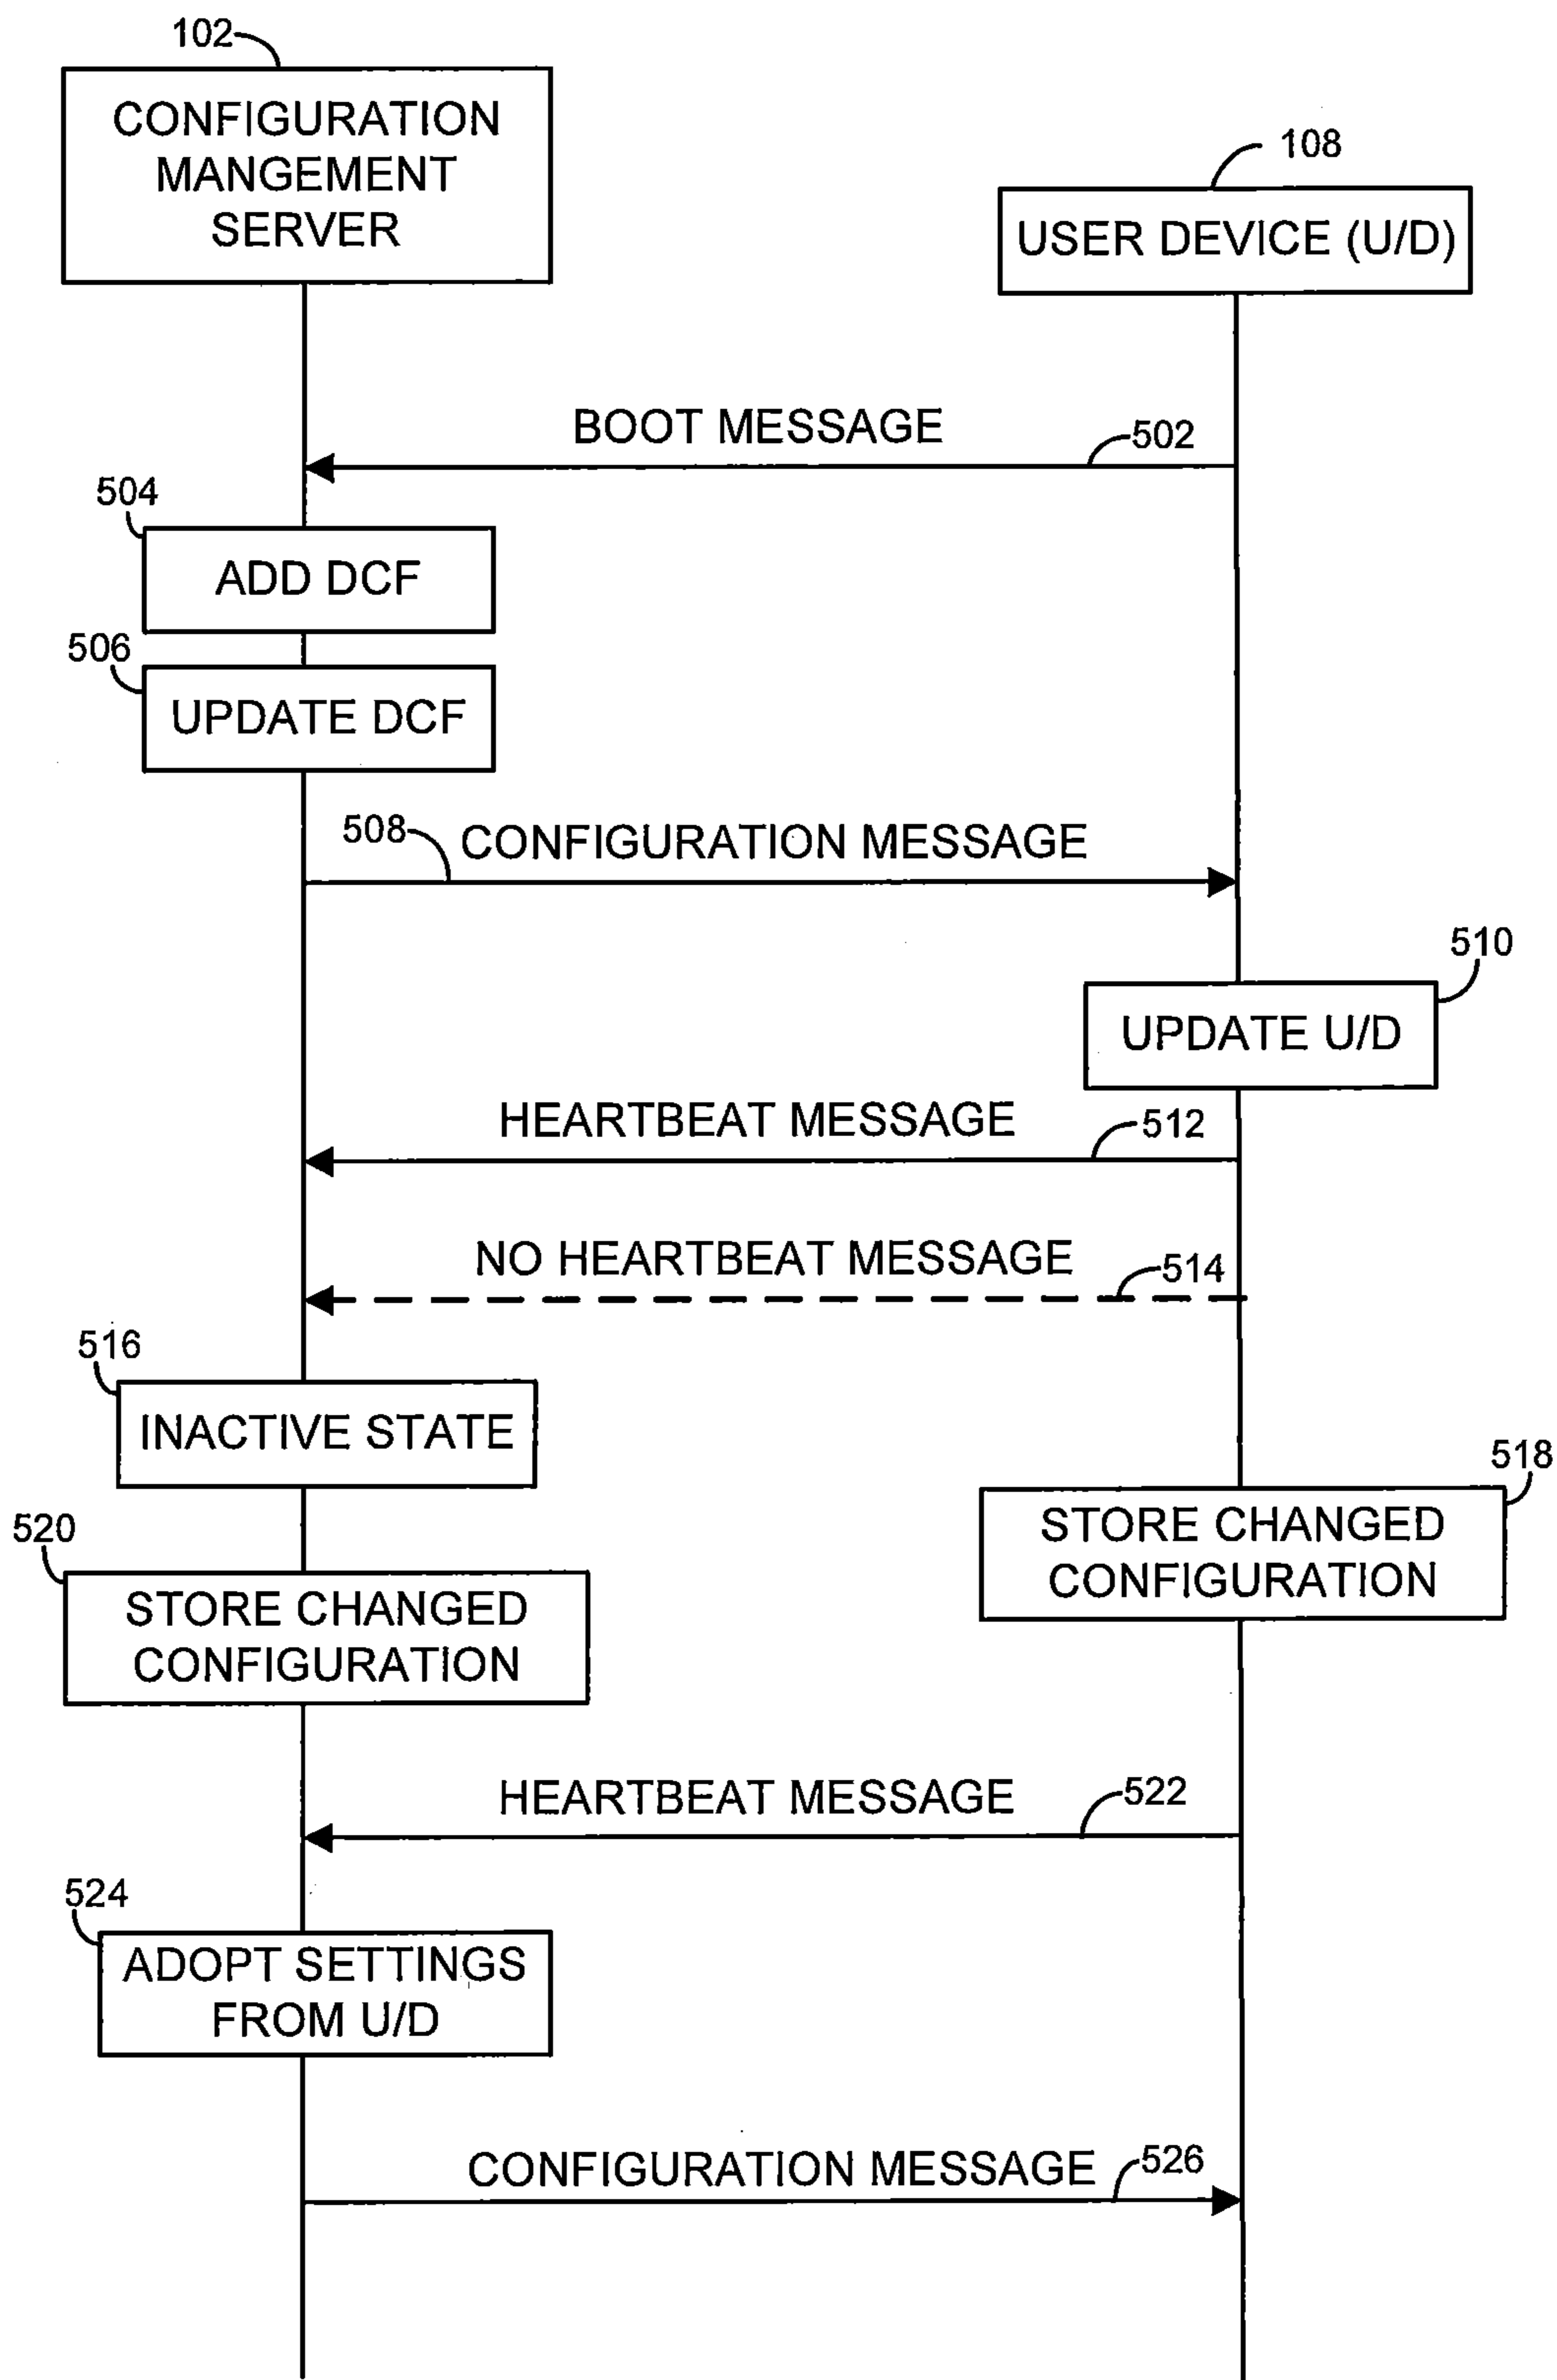 102
CONFIGURATION
MANGEMENT
SERVER
108
USER DEVICE (U/D)
BOOT MESSAGE
502
504
ADD DCF
506
UPDATE DCF
508
CONFIGURATION MESSAGE
510
UPDATE U/D
HEARTBEAT MESSAGE
512
NO HEARTBEAT MESSAGE
514
516
INACTIVE STATE
518
STORE CHANGED
CONFIGURATION
520
STORE CHANGED
CONFIGURATION
HEARTBEAT MESSAGE
522
524
ADOPT SETTINGS
FROM U/D
CONFIGURATION MESSAGE
526